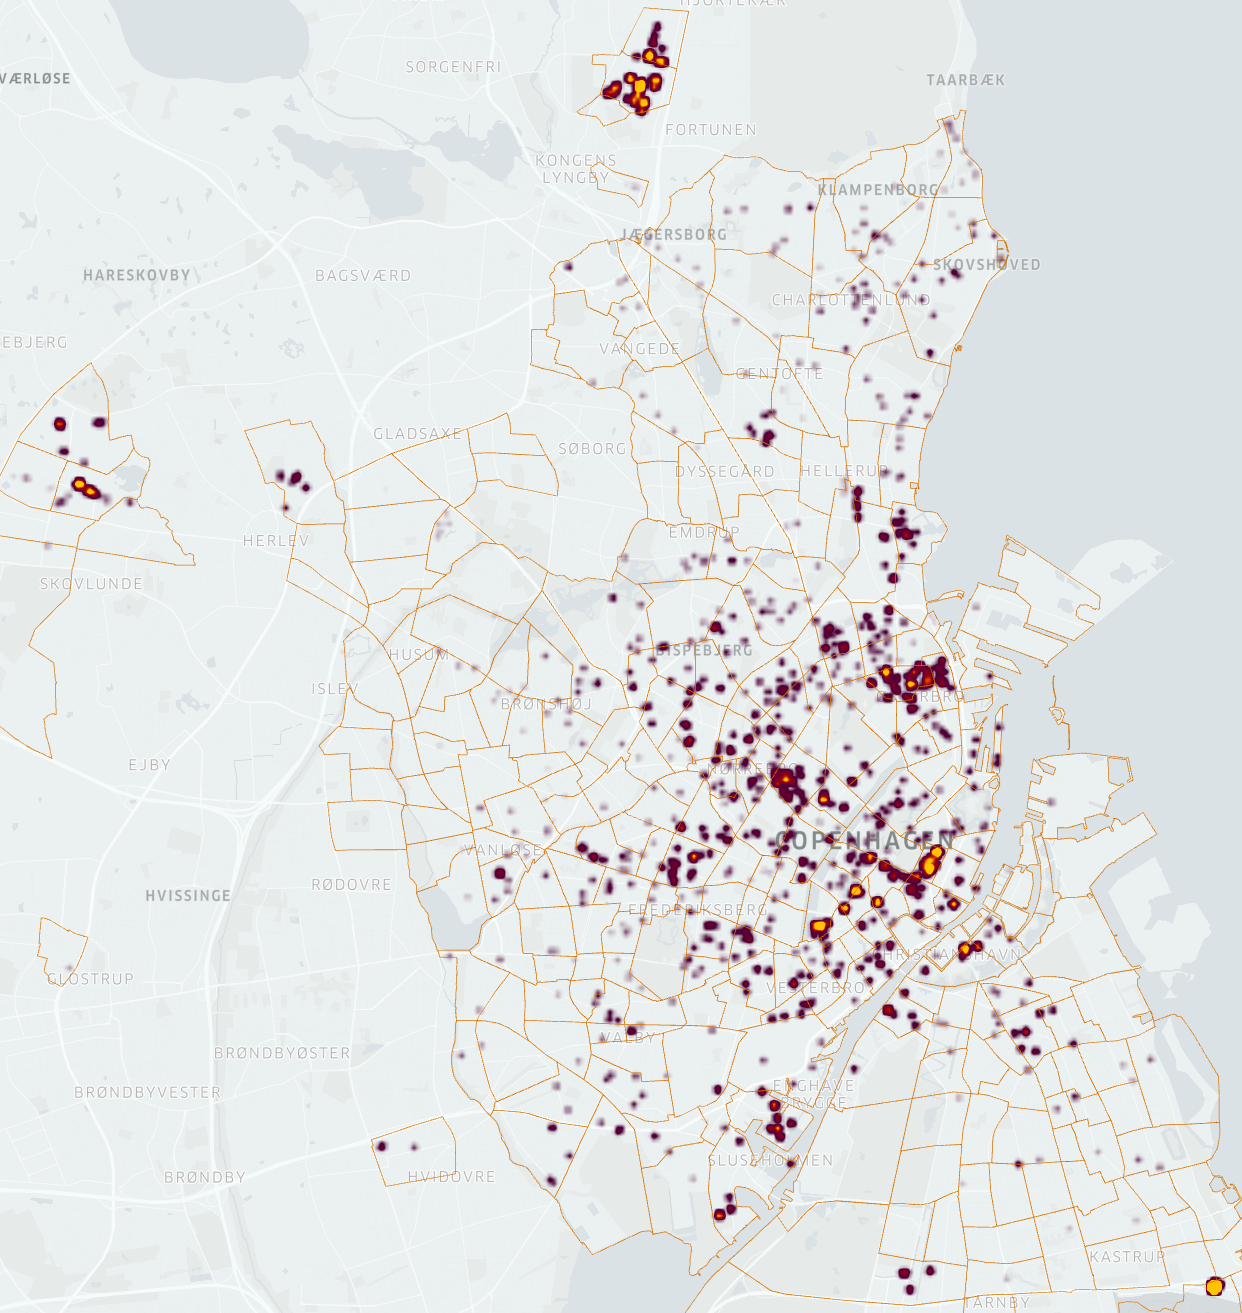 HJORTEKÆR
SORGENFRI
VÆRLØSE
TAARBÆK
FORTUNEN
KONGENS
LYNGBY
KLAMPENBORG
JÆGERSBORG
SKOVSHOVED
HARESKOVBY
BAGSVÆRD
CHARLOTTENLUND
EBJERG
VANGEDE
GENTOFTE
GLADSAXE
SØBORG
DYSSEGÅRD
HELLERUP
EMDRUP
HERLEV
SKOVLUNDE
HUSUM
BISPEBJERG
ISLEV
BRØNSHØJ
ØSTERBRO
EJBY
NØRREBRO
COPENHAGEN
VANLØSE
RØDOVRE
HVISSINGE
FREDERIKSBERG
CHRISTIANSHAVN
GLOSTRUP
VESTERBRO
VALBY
BRØNDBYØSTER
ENGHAVE
BRYGGE
BRØNDBYVESTER
SLUSEHOLMEN
BRØNDBY
HVIDOVRE
KASTRUP
TÅRNBY